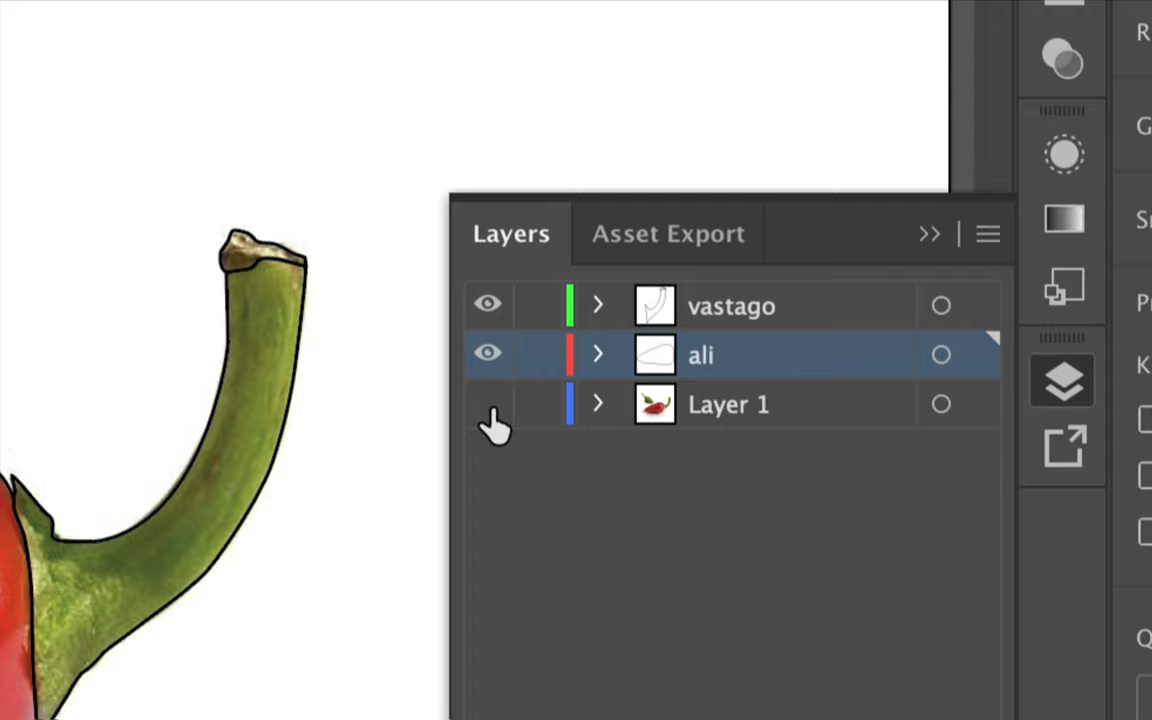 Layers
Asset Export
vastago
ali
Layer 1
R
G
Q